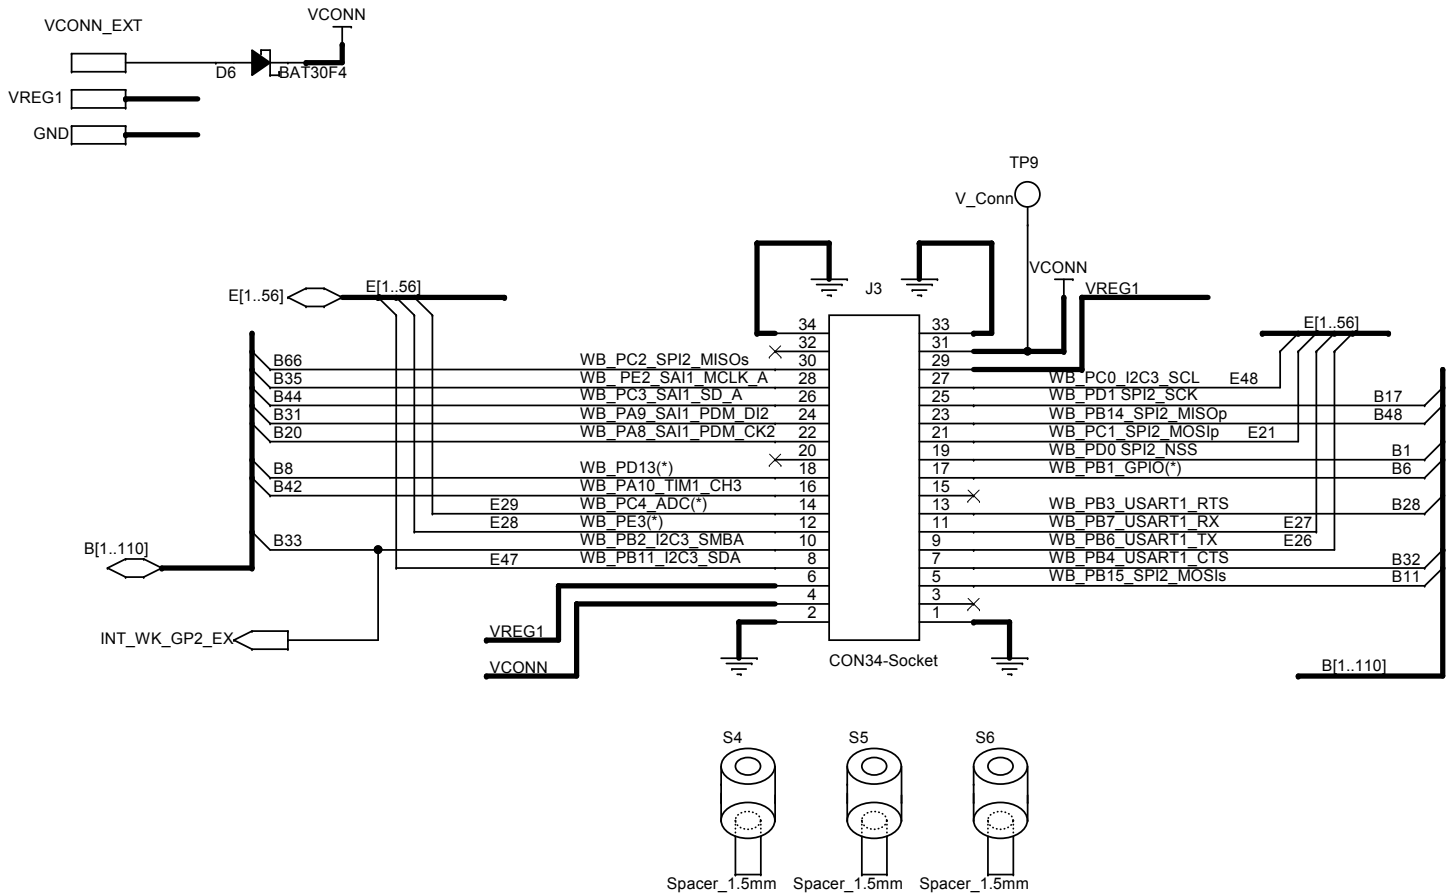 VCONN_EXT
VCONN
D6
BAT30F4
VREG1
GND
TP9
V_Conn
VCONN
VREG1
J3
E[1..56]
E[1..56]
E[1..56]
34 33
32 31
B66 WB_PC2_SPI2_MISOs 30 29
B35 WB_ PE2_SAI1_MCLK_A 28 27 WB_PC0_I2C3_SCL E48
B44 WB_PC3_SAI1_SD_A 26 25 WB_PD1 SPI2_SCK B17
B31 WB_PA9_SAI1_PDM_DI2 24 23 WB_PB14_SPI2_MISOp B48
B20 WB_PA8_SAI1_PDM_CK2 22 21 WB_PC1_SPI2_MOSIp E21
20 19 WB_PD0 SPI2_NSS B1
B8 WB_PD13(*) 18 17 WB_PB1_GPIO(*) B6
B42 WB_PA10_TIM1_CH3 16 15
E29 WB_PC4_ADC(*) 14 13 WB_PB3_USART1_RTS B28
E28 WB_PE3(*) 12 11 WB_PB7_USART1_RX E27
B33 WB_PB2_I2C3_SMBA 10 9 WB_PB6_USART1_TX E26
E47 WB_PB11_I2C3_SDA 8 7 WB_PB4_USART1_CTS B32
6 5 WB_PB15_SPI2_MOSIs B11
4 3
2 1
B[1..110]
INT_WK_GP2_EX
VREG1
VCONN
CON34-Socket
B[1..110]
S4 S5 S6
Spacer_1.5mm Spacer_1.5mm Spacer_1.5mm